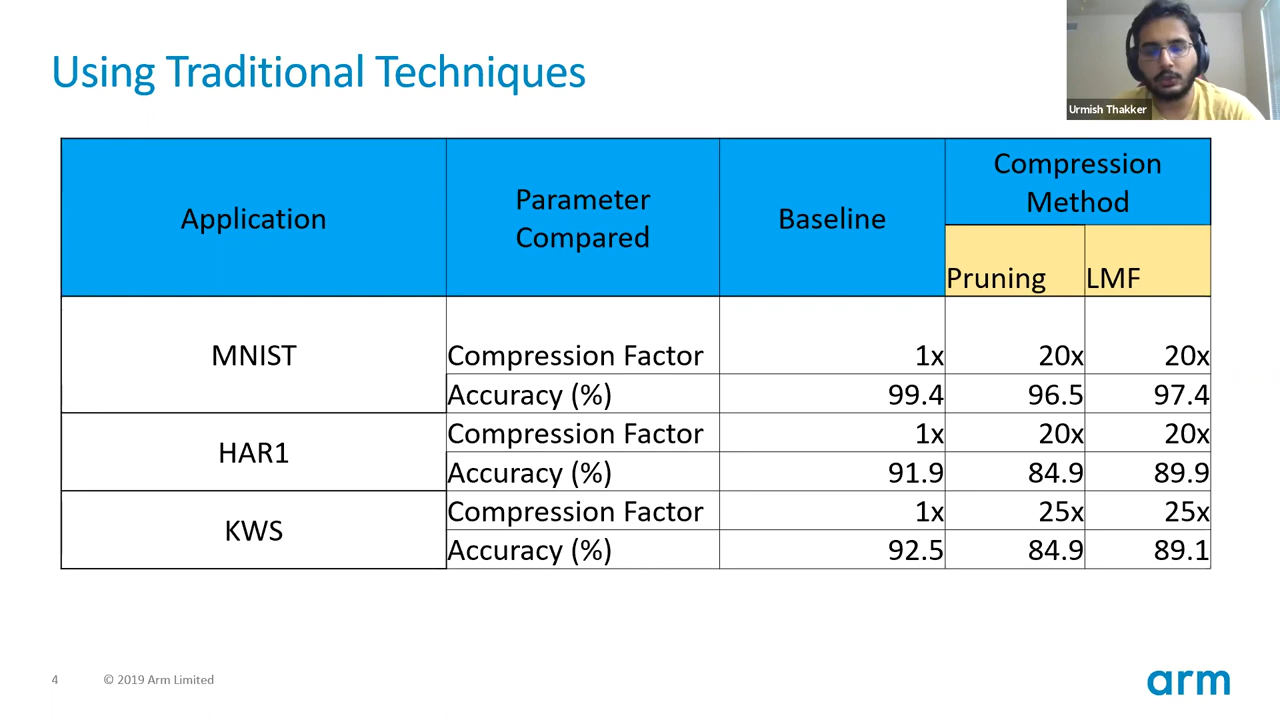 Using Traditional Techniques
Urmish Thakker
Application
Parameter
Compared
Baseline
Compression
Method
Pruning
LMF
MNIST
Compression Factor
1x
20x
20x
Accuracy (%)
99.4
96.5
97.4
HAR1
Compression Factor
1x
20x
20x
Accuracy (%)
91.9
84.9
89.9
KWS
Compression Factor
1x
25x
25x
Accuracy (%)
92.5
84.9
89.1
4
© 2019 Arm Limited
arm